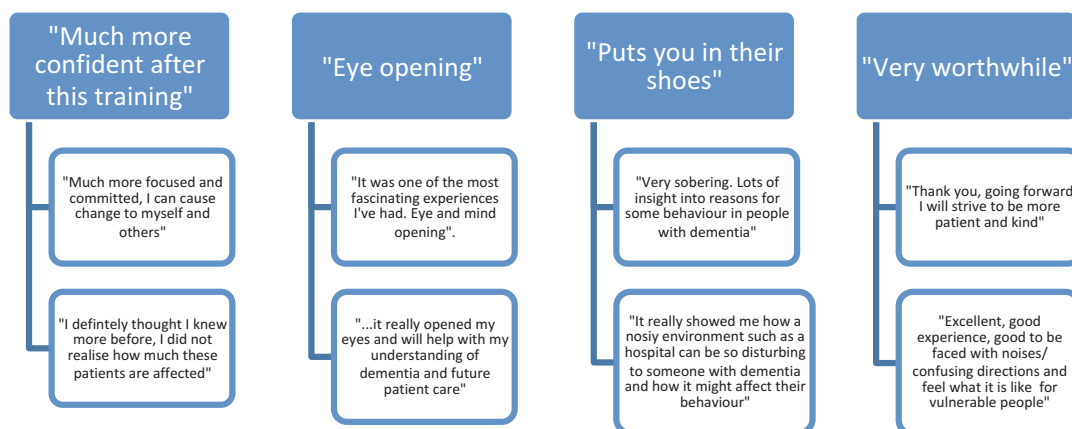 "Much more
confident after
this training"
"Much more focused and
committed, I can cause
change to myself and
others"
"I defintely thought I knew
more before, I did not
realise how much these
patients are affected"
"Eye opening"
"It was one of the most
fascinating experiences
I've had. Eye and mind
opening".
"...it really opened my
eyes and will help with my
understanding of
dementia and future
patient care"
"Puts you in their
shoes"
"Very sobering. Lots of
insight into reasons for
some behaviour in people
with dementia"
"It really showed me how a
nosiy environment such as a
hospital can be so disturbing
to someone with dementia
and how it might affect their
behaviour"
"Very worthwhile"
"Thank you, going forward
I will strive to be more
patient and kind"
"Excellent, good
experience, good to be
faced with noises/
confusing directions and
feel what it is like for
vulnerable people"